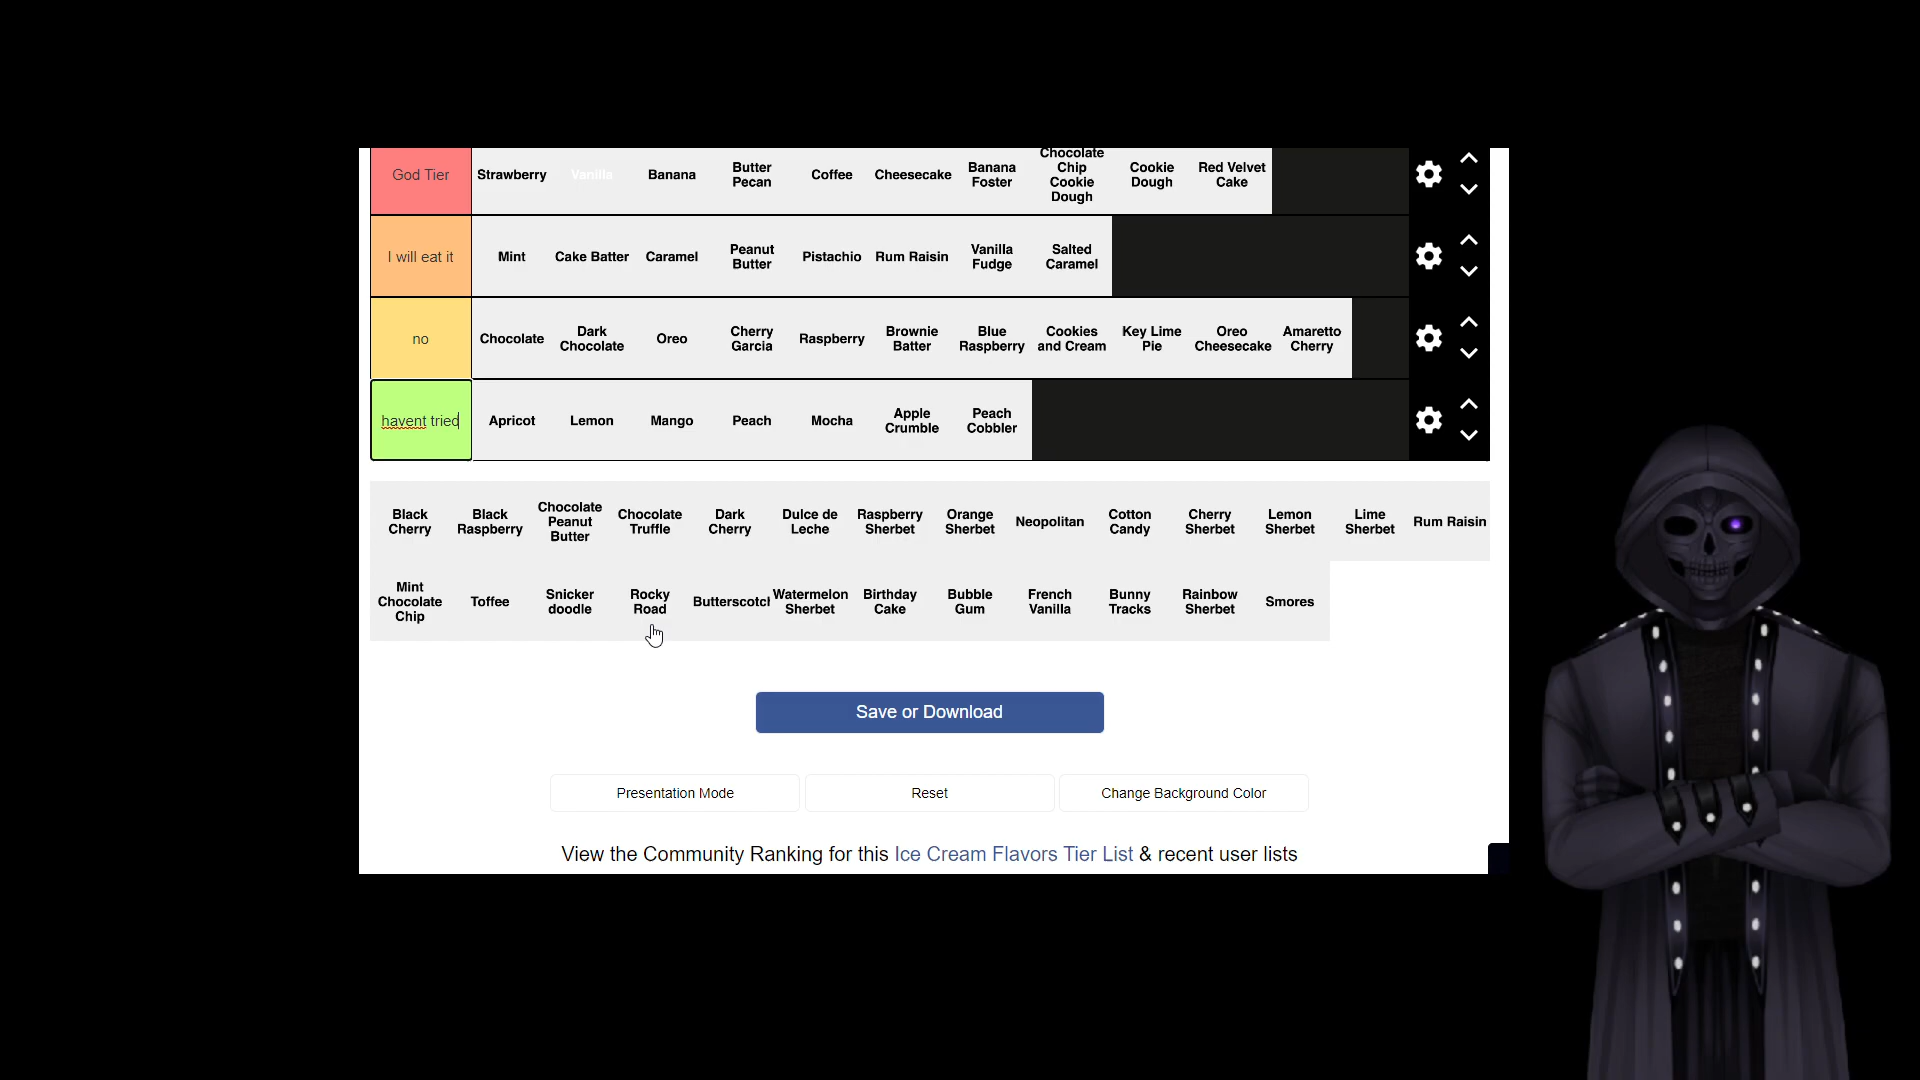 God Tier
Strawberry
Vanilla
Banana
Butter
Pecan
Coffee
Cheesecake
Banana
Foster
Chocolate
Chip
Cookie
Dough
Cookie
Dough
Red Velvet
Cake
I will eat it
Mint
Cake Batter
Caramel
Peanut
Butter
Pistachio
Rum Raisin
Vanilla
Fudge
Salted
Caramel
no
Chocolate
Dark
Chocolate
Oreo
Cherry
Garcia
Raspberry
Brownie
Batter
Blue
Raspberry
Cookies
and Cream
Key Lime
Pie
Oreo
Cheesecake
Amaretto
Cherry
havent tried
Apricot
Lemon
Mango
Peach
Mocha
Apple
Crumble
Peach
Cobbler
Black
Cherry
Black
Raspberry
Chocolate
Peanut
Butter
Chocolate
Truffle
Dark
Cherry
Dulce de
Leche
Raspberry
Sherbet
Orange
Sherbet
Neopolitan
Cotton
Candy
Cherry
Sherbet
Lemon
Sherbet
Lime
Sherbet
Rum Raisin
Mint
Chocolate
Chip
Toffee
Snicker
doodle
Rocky
Road
Butterscotcl
Watermelon
Sherbet
Birthday
Cake
Bubble
Gum
French
Vanilla
Bunny
Tracks
Rainbow
Sherbet
Smores
Save or Download
Presentation Mode
Reset
Change Background Color
View the Community Ranking for this Ice Cream Flavors Tier List & recent user lists